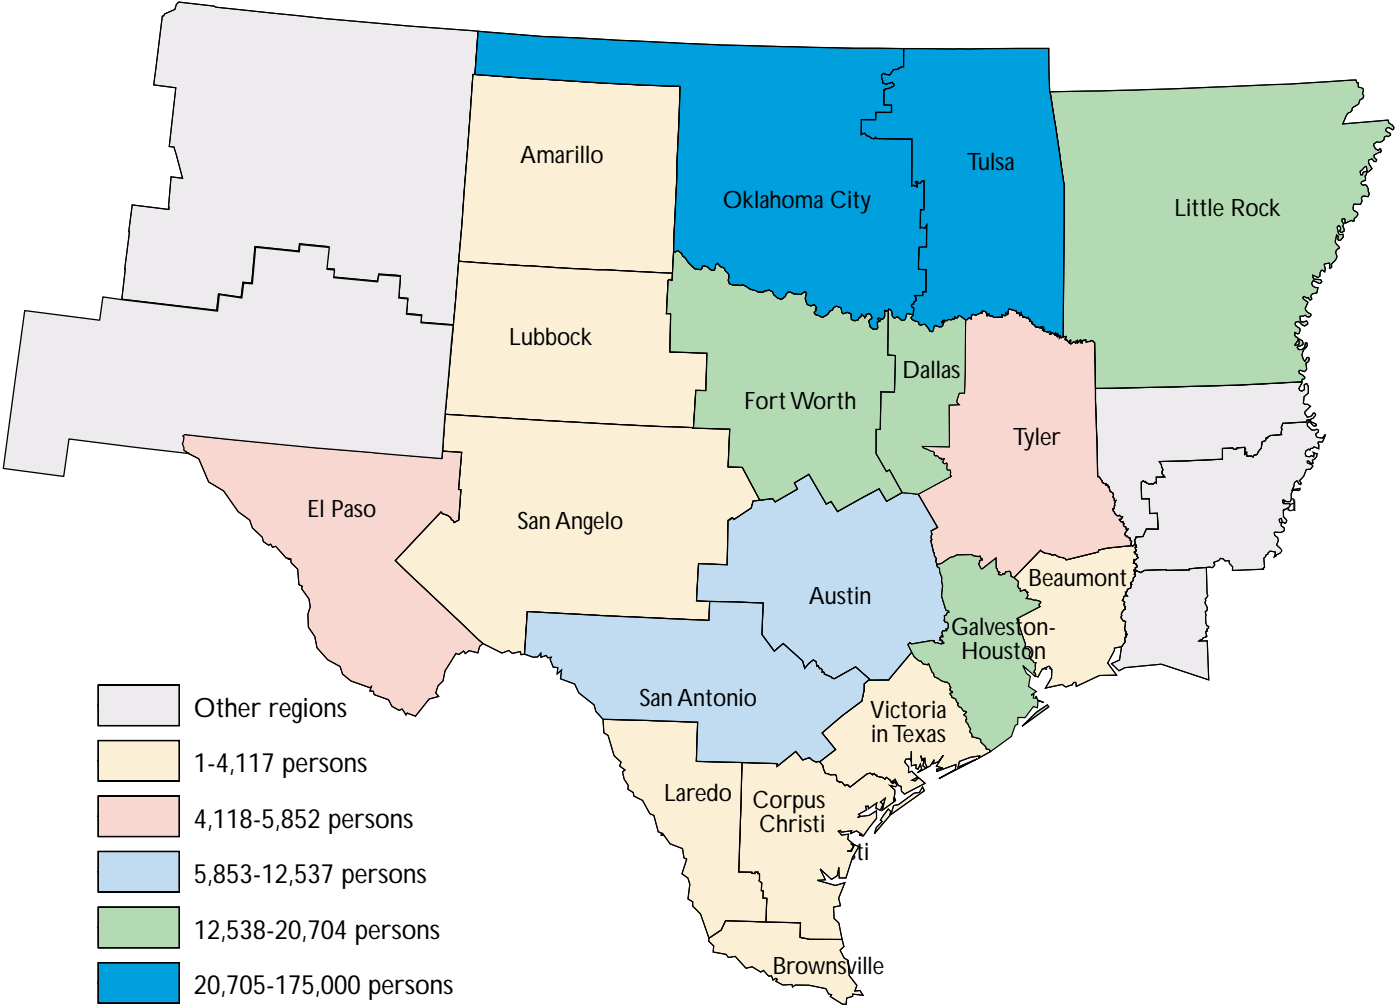 Amarillo
Tulsa
Oklahoma City
Little Rock
Lubbock
Dallas
Fort Worth
Tyler
El Paso
San Angelo
Beaumont
Austin
Galveston-
Houston
San Antonio
Victoria
in Texas
Laredo
Corpus
Christi
ti
Brownsville
Other regions
1-4,117 persons
4,118-5,852 persons
5,853-12,537 persons
12,538-20,704 persons
20,705-175,000 persons